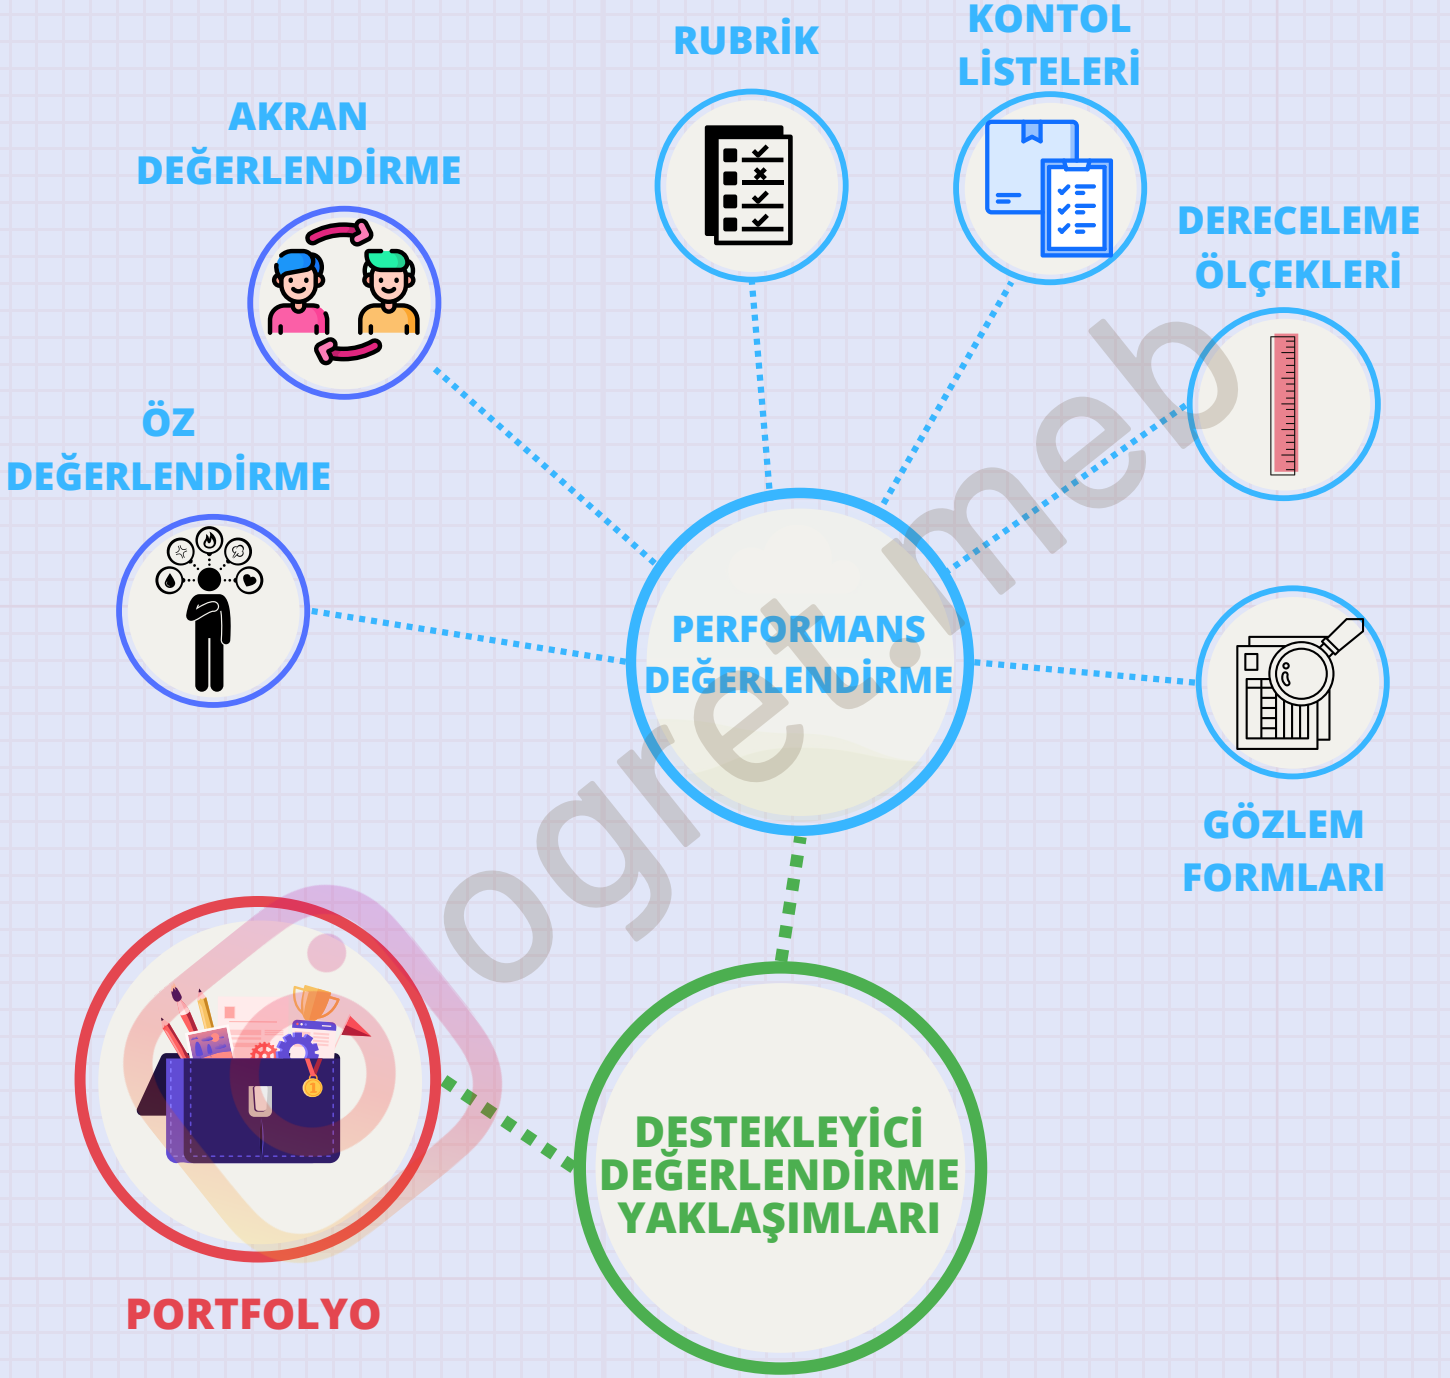 RUBRİK
KONTOL
LİSTELERİ
AKRAN
DEĞERLENDİRME
DERECELEME
ÖLÇEKLERİ
ÖZ
DEĞERLENDİRME
PERFORMANS
DEĞERLENDİRME
GÖZLEM
FORMLARI
DESTEKLEYİCİ
DEĞERLENDİRME
YAKLAŞIMLARI
PORTFOLYO
1
ogret.meb